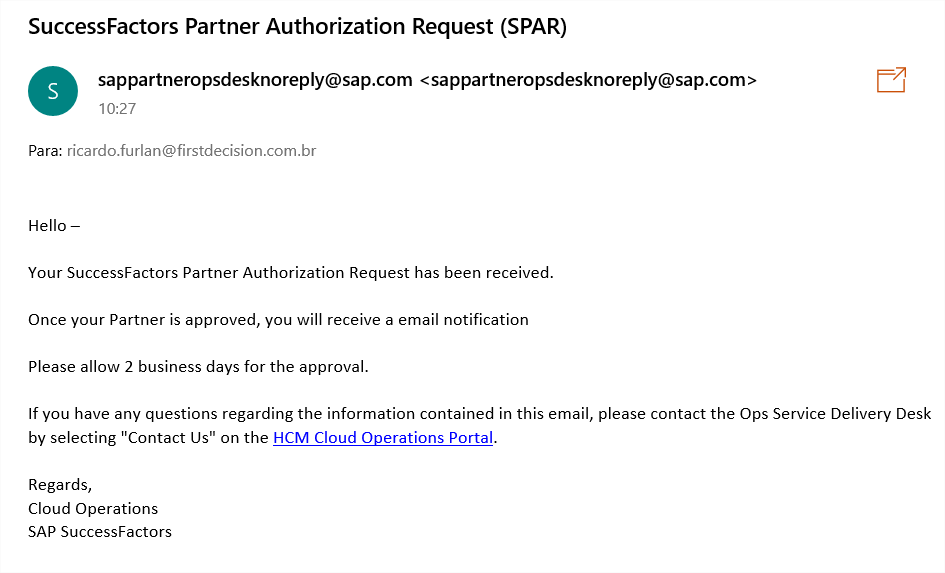 SuccessFactors Partner Authorization Request (SPAR)
S
sappartneropsdesknoreply@sap.com <sappartneropsdesknoreply@sap.com>
10:27
Para: ricardo.furlan@firstdecision.com.br
Hello –
Your SuccessFactors Partner Authorization Request has been received.
Once your Partner is approved, you will receive a email notification
Please allow 2 business days for the approval.
If you have any questions regarding the information contained in this email, please contact the Ops Service Delivery Desk
by selecting "Contact Us" on the HCM Cloud Operations Portal.
Regards,
Cloud Operations
SAP SuccessFactors